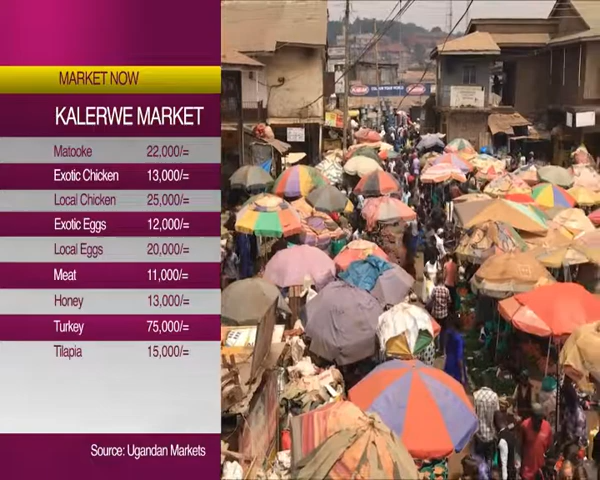 MARKET NOW
KALERWE MARKET
Matooke 22,000/=
Exotic Chicken 13,000/=
Local Chicken 25,000/=
Exotic Eggs 12,000/=
Local Eggs 20,000/=
Meat 11,000/=
Honey 13,000/=
Turkey 75,000/=
Tilapia 15,000/=
Source: Ugandan Markets